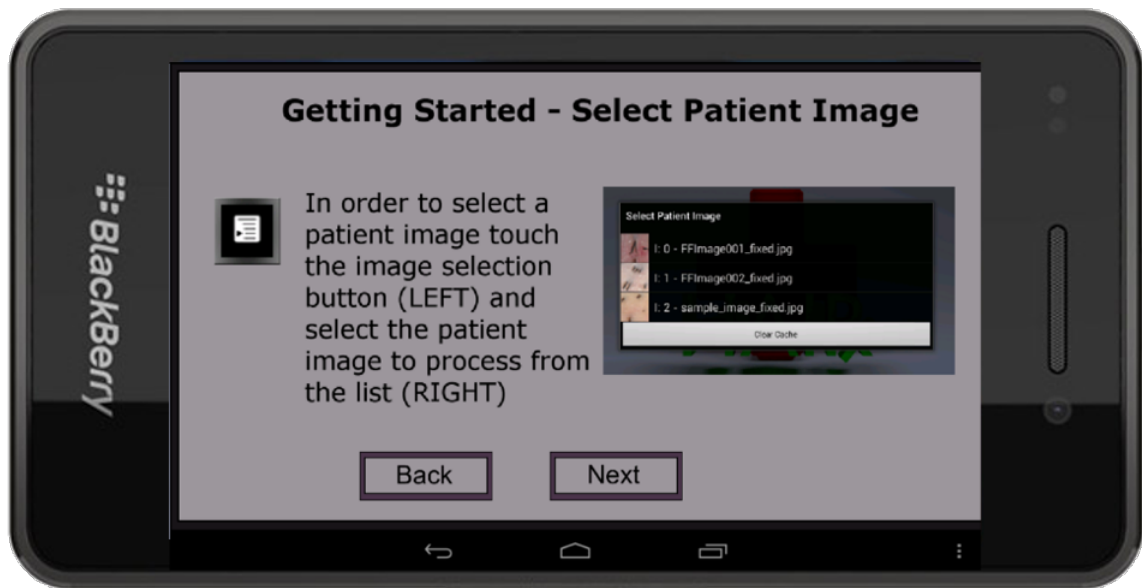 BlackBerry
Getting Started - Select Patient Image
In order to select a
patient image touch
the image selection
button (LEFT) and
select the patient
image to process from
the list (RIGHT)
Select Patient Image
I: 0 - FFImage001_fixed.jpg
I: 1 - FFImage002_fixed.jpg
I: 2 - sample_image_fixed.jpg
Clear Cache
Back
Next